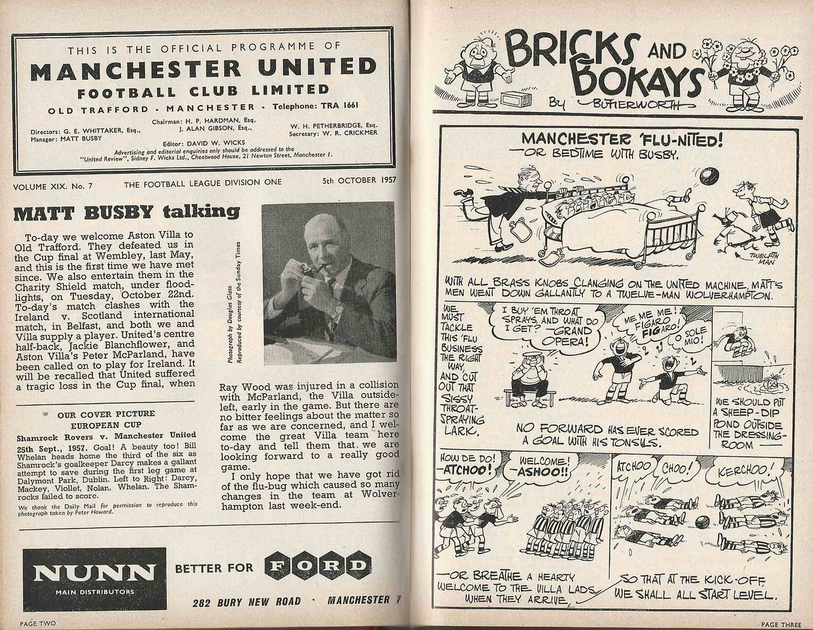 THIS IS THE OFFICIAL PROGRAMME OF
MANCHESTER UNITED
FOOTBALL CLUB LIMITED
OLD TRAFFORD · MANCHESTER · Telephone: TRA 1661
Chairman: H. P. HARDMAN, Esq.
Directors: G. E. WHITTAKER, Esq., J. ALAN GIBSON, Esq., W. H. PETHERBRIDGE, Esq.
Manager: MATT BUSBY Secretary: W. R. CRICKMER
Editor: DAVID W. WICKS
Advertising and editorial enquiries only should be addressed to the
"United Review", Sidney F. Wicks Ltd., Cheetwood House, 21 Newton Street, Manchester 1.
VOLUME XIX. No. 7 THE FOOTBALL LEAGUE DIVISION ONE 5th OCTOBER 1957
MATT BUSBY talking
To-day we welcome Aston Villa to
Old Trafford. They defeated us in
the Cup final at Wembley, last May,
and this is the first time we have met
since. We also entertain them in the
Charity Shield match, under flood-
lights, on Tuesday, October 22nd.
To-day's match clashes with the
Ireland v. Scotland international
match, in Belfast, and both we and
Villa supply a player. United's centre
half-back, Jackie Blanchflower, and
Aston Villa's Peter McParland, have
been called on to play for Ireland. It
will be recalled that United suffered
a tragic loss in the Cup final, when
Photograph by Douglas Glass
Reproduced by courtesy of the Sunday Times
Ray Wood was injured in a collision
with McParland, the Villa outside-
left, early in the game. But there are
no bitter feelings about the matter so
far as we are concerned, and I wel-
come the great Villa team here
to-day and tell them that we are
looking forward to a really good
game.
I only hope that we have got rid
of the flu-bug which caused so many
changes in the team at Wolver-
hampton last week-end.
OUR COVER PICTURE
EUROPEAN CUP
Shamrock Rovers v. Manchester United
25th Sept., 1957. Goal! A beauty too! Bill
Whelan heads home the third of the six as
Shamrock's goalkeeper Darcy makes a gallant
attempt to save during the first leg game at
Dalymont Park, Dublin. Left to Right: Darcy,
Mackey, Viollet, Nolan, Whelan. The Sham-
rocks failed to score.
We thank the Daily Mail for permission to reproduce this
photograph taken by Peter Howard.
NUNN
MAIN DISTRIBUTORS
BETTER FOR FORD
282 BURY NEW ROAD · MANCHESTER 7
PAGE TWO
BRICKS AND
BOKAYS
By BUTTERWORTH
MANCHESTER 'FLU-NITED!
—OR BEDTIME WITH BUSBY.
TWELFTH
MAN
WITH ALL BRASS KNOBS CLANGING ON THE UNITED MACHINE, MATT'S
MEN WENT DOWN GALLANTLY TO A TWELVE-MAN WOLVERHAMPTON.
WE
MUST
TACKLE
THIS 'FLU
BUSINESS
THE RIGHT
WAY,
AND CUT
OUT THAT
SISSY
THROAT-
SPRAYING
LARK.
I BUY 'EM THROAT
SPRAYS AND WHAT DO
I GET? —GRAND
OPERA!
ME ME ME!
FIGARO
FIGARO!
O SOLE
MIO!
NO FORWARD HAS EVER SCORED
A GOAL WITH HIS TONSILS.
WE SHOULD PUT
A SHEEP-DIP
POND OUTSIDE
THE DRESSING-
ROOM —
HOW DE DO!
—ATCHOO!
WELCOME!
—ASHOO!!
—OR BREATHE A HEARTY
WELCOME TO THE VILLA LADS
WHEN THEY ARRIVE,
ATCHOO!
CHOO!
KERCHOO!
SO THAT AT THE KICK-OFF,
WE SHALL ALL START LEVEL.
PAGE THREE